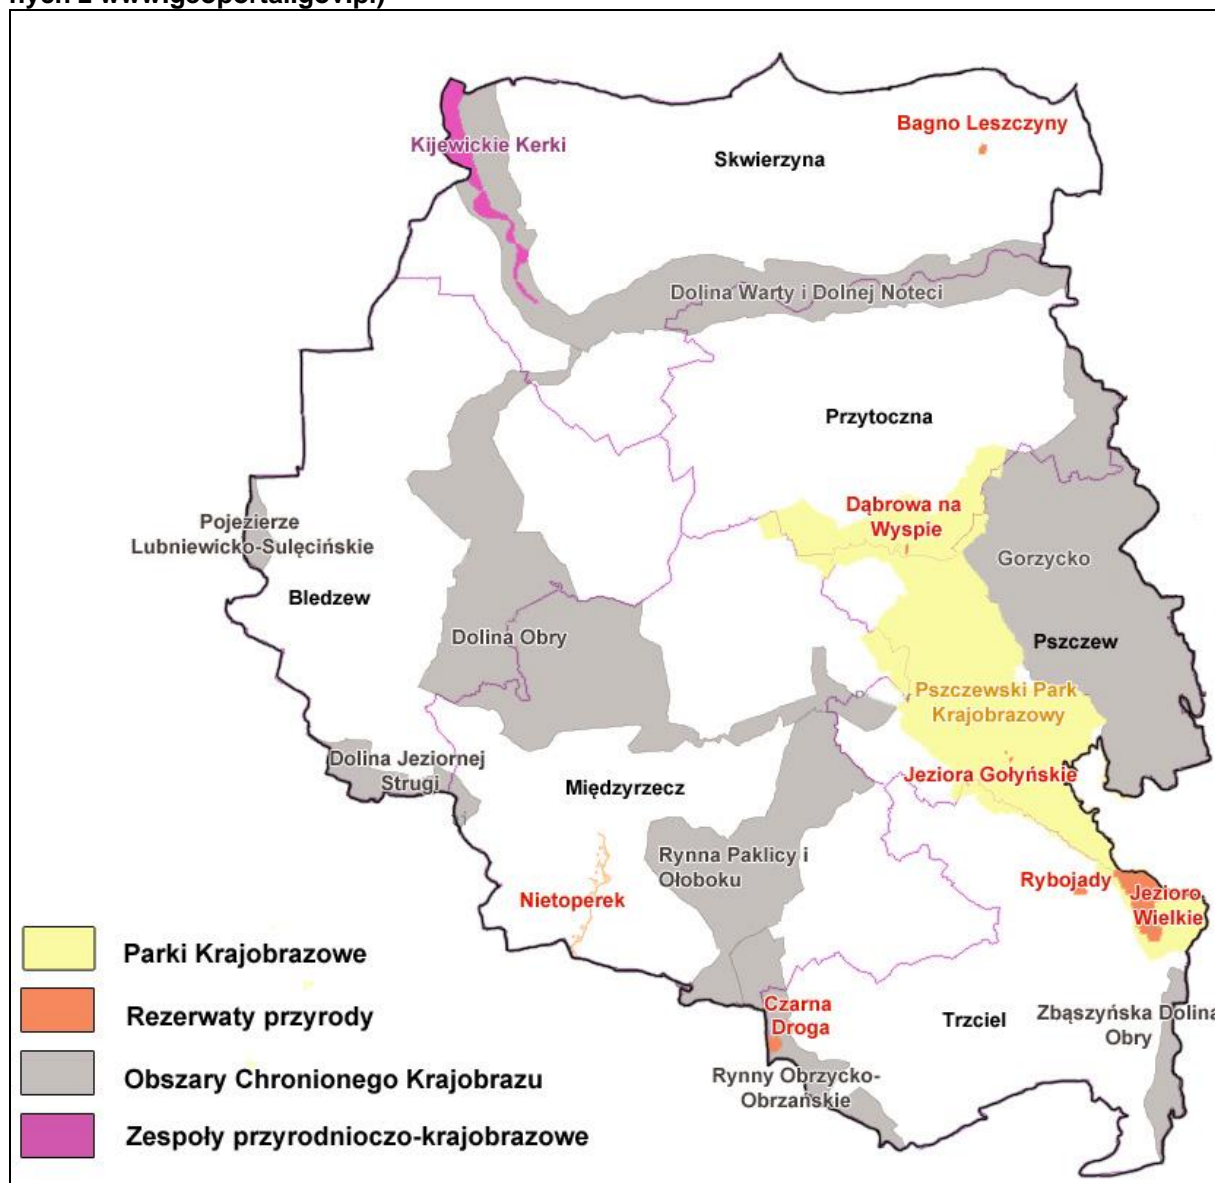 Bagno Leszczyny
Kijewickie Kerki
Skwierzyna
Dolina Warty i Dolnej Noteci
Przytoczna
Dąbrowa na
Wyspie
Pojezierze
Lubniewicko-Sulęcińskie
Gorzycko
Bledzew
Dolina Obry
Pszczew
Pszczewski Park
Krajobrazowy
Dolina Jeziornej
Strugi
Międzyrzecz
Jeziora Gołyńskie
Rynna Paklicy i
Ołoboku
Rybojady
Jezioro
Wielkie
Nietoperek
Czarna
Droga
Trzciel
Zbąszyńska Dolina
Obry
Rynny Obrzycko-
Obrzańskie
Parki Krajobrazowe
Rezerwaty przyrody
Obszary Chronionego Krajobrazu
Zespoły przyrodnioczo-krajobrazowe